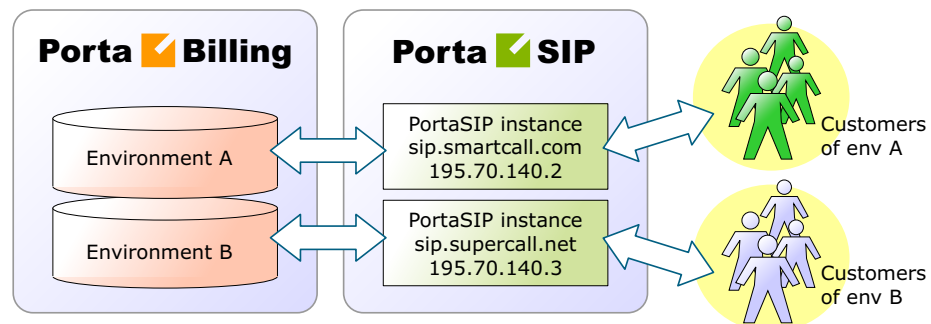 Porta Billing
Porta SIP
Environment A
PortaSIP instance
sip.smartcall.com
195.70.140.2
Customers
of env A
Environment B
PortaSIP instance
sip.supercall.net
195.70.140.3
Customers
of env B